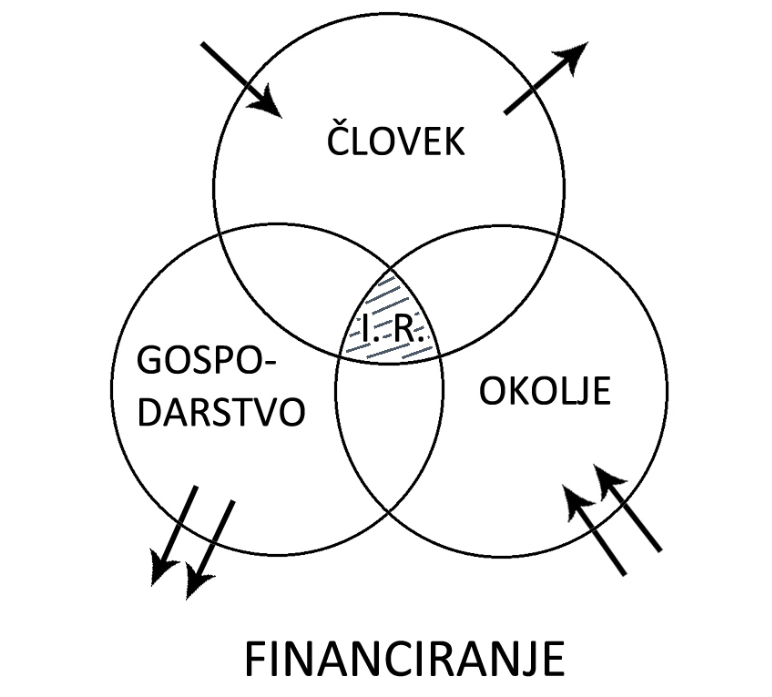 ČLOVEK
I. R.
GOSPO-
DARSTVO
OKOLJE
FINANCIRANJE